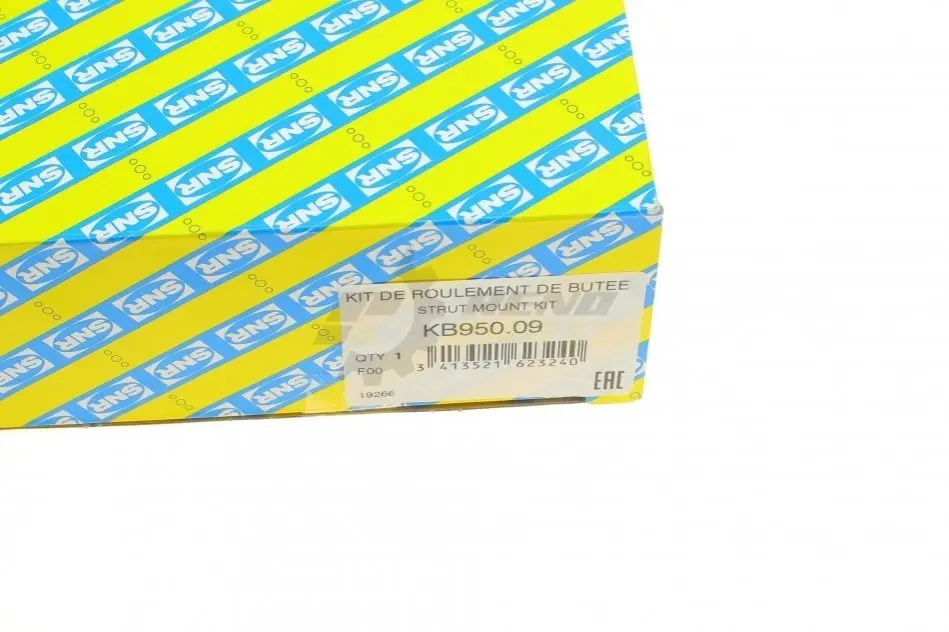 SNR
KIT DE ROULEMENT DE BUTEE
STRUT MOUNT KIT
KB950.09
QTY 1
F00
3 413521 623240
19266
EAC